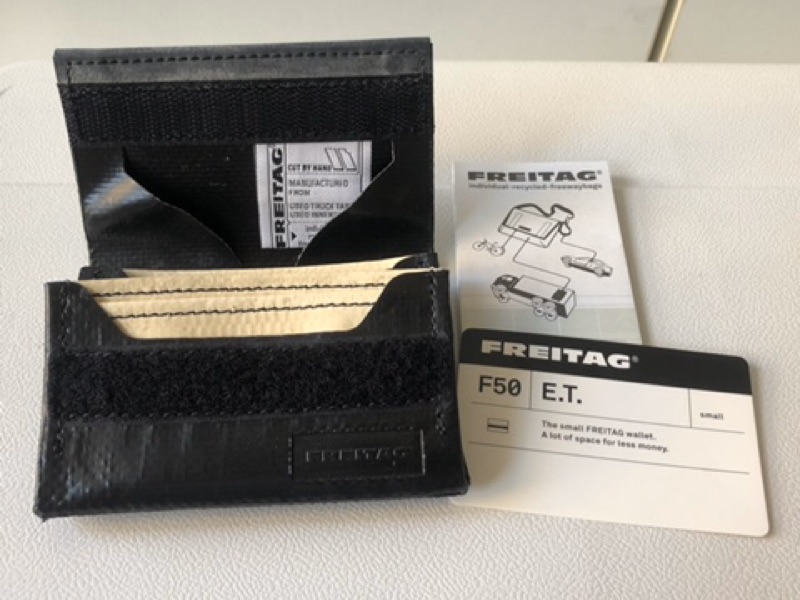 FREITAG
CUT BY HAND
MANUFACTURED
FROM
USED TRUCK
FREITAG
FREITAG®
individual-recycled-freewaybags
FREITAG®
F50
E.T.
small
The small FREITAG wallet.
A lot of space for less money.